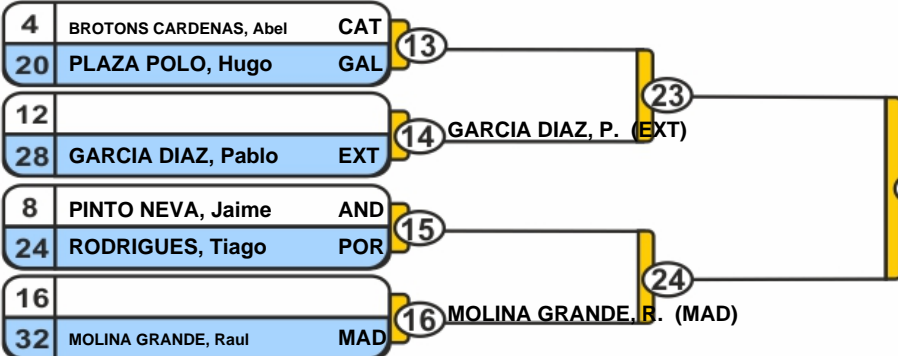 4 BROTONS CARDENAS, Abel CAT
13
20 PLAZA POLO, Hugo GAL
23
12
14 GARCIA DIAZ, P. (EXT)
28 GARCIA DIAZ, Pablo EXT
8 PINTO NEVA, Jaime AND
15
24 RODRIGUES, Tiago POR
24
16
16 MOLINA GRANDE, R. (MAD)
32 MOLINA GRANDE, Raul MAD